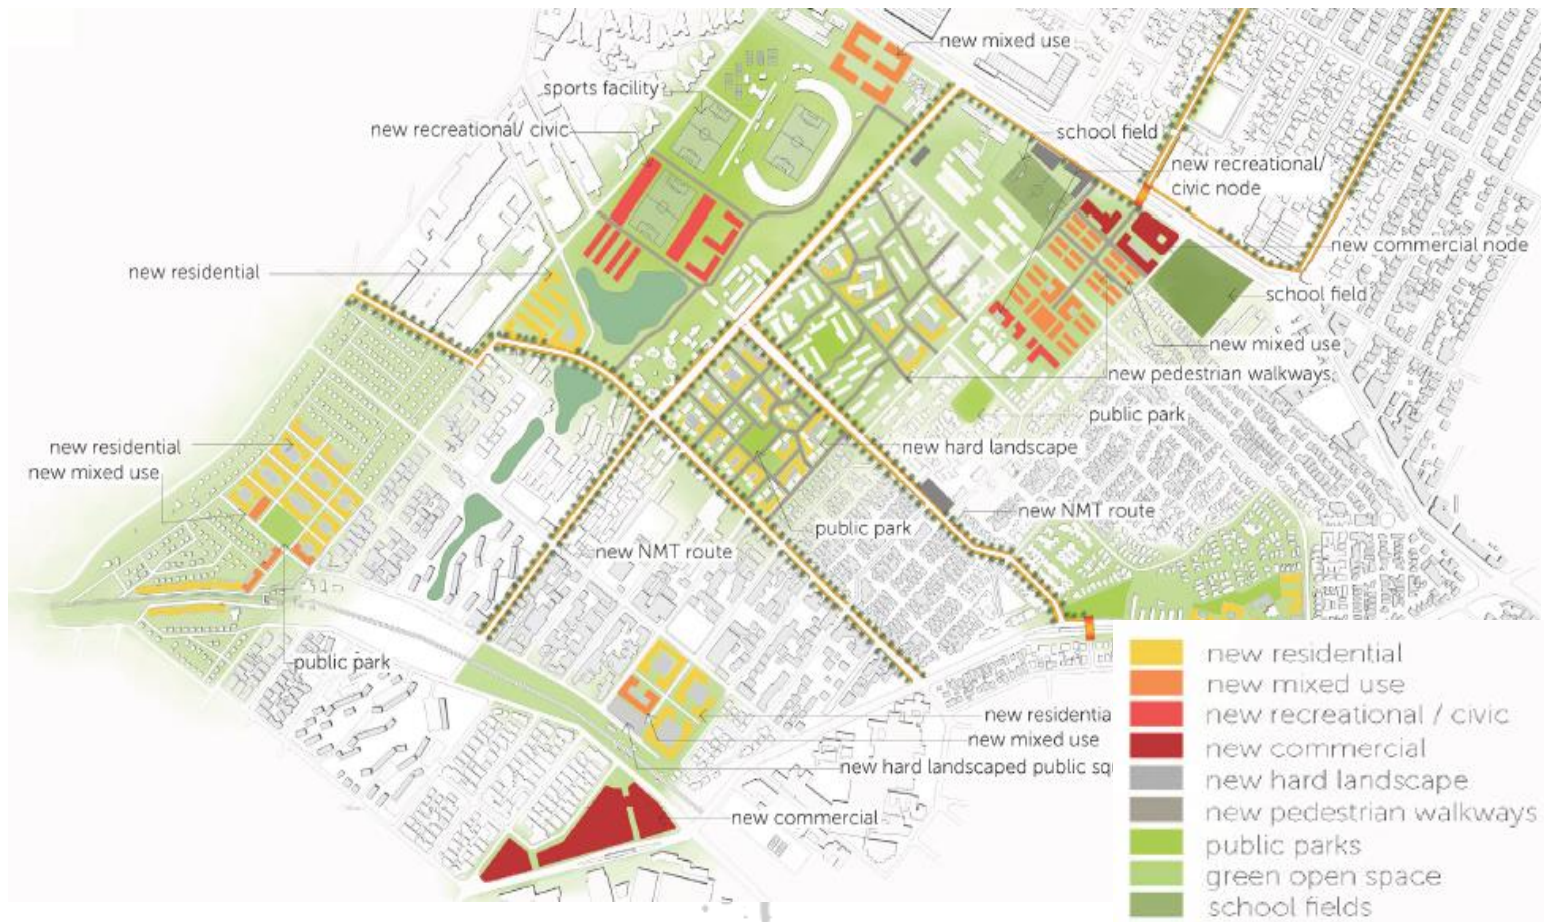 new mixed use
sports facility
new recreational/ civic
school field
new recreational/
civic node
new commercial node
new residential
school field
new mixed use
new pedestrian walkways
public park
new residential
new hard landscape
new mixed use
new NMT route
public park
new NMT route
public park
new residentia
new mixed use
new hard landscaped public squ
new commercial
new residential
new mixed use
new recreational / civic
new commercial
new hard landscape
new pedestrian walkways
public parks
green open space
school fields